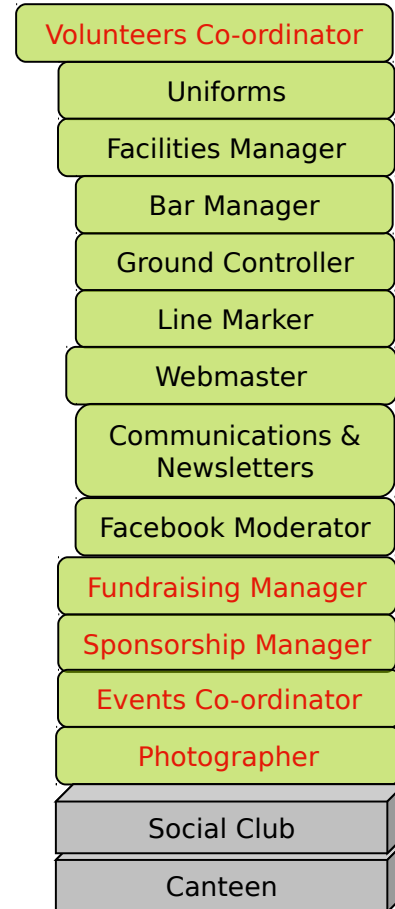 Volunteers Co-ordinator
Uniforms
Facilities Manager
Bar Manager
Ground Controller
Line Marker
Webmaster
Communications &
Newsletters
Facebook Moderator
Fundraising Manager
Sponsorship Manager
Events Co-ordinator
Photographer
Social Club
Canteen